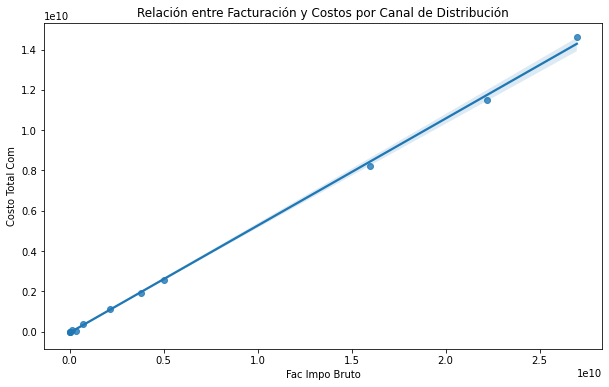 Relación entre Facturación y Costos por Canal de Distribución
1e10
1.4
1.2
1.0
0.8
0.6
0.4
0.2
0.0
Costo Total Com
0.0 0.5 1.0 1.5 2.0 2.5
1e10
Fac Impo Bruto